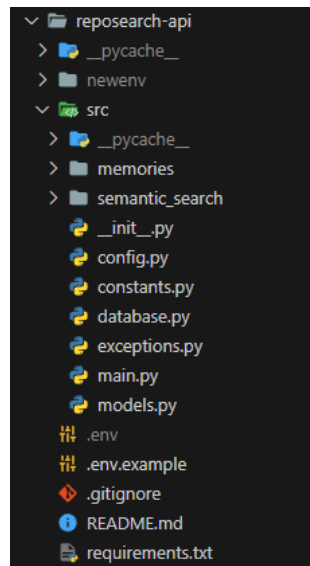 reposearch-api
__pycache__
newenv
src
__pycache__
memories
semantic_search
__init__.py
config.py
constants.py
database.py
exceptions.py
main.py
models.py
.env
.env.example
.gitignore
README.md
requirements.txt